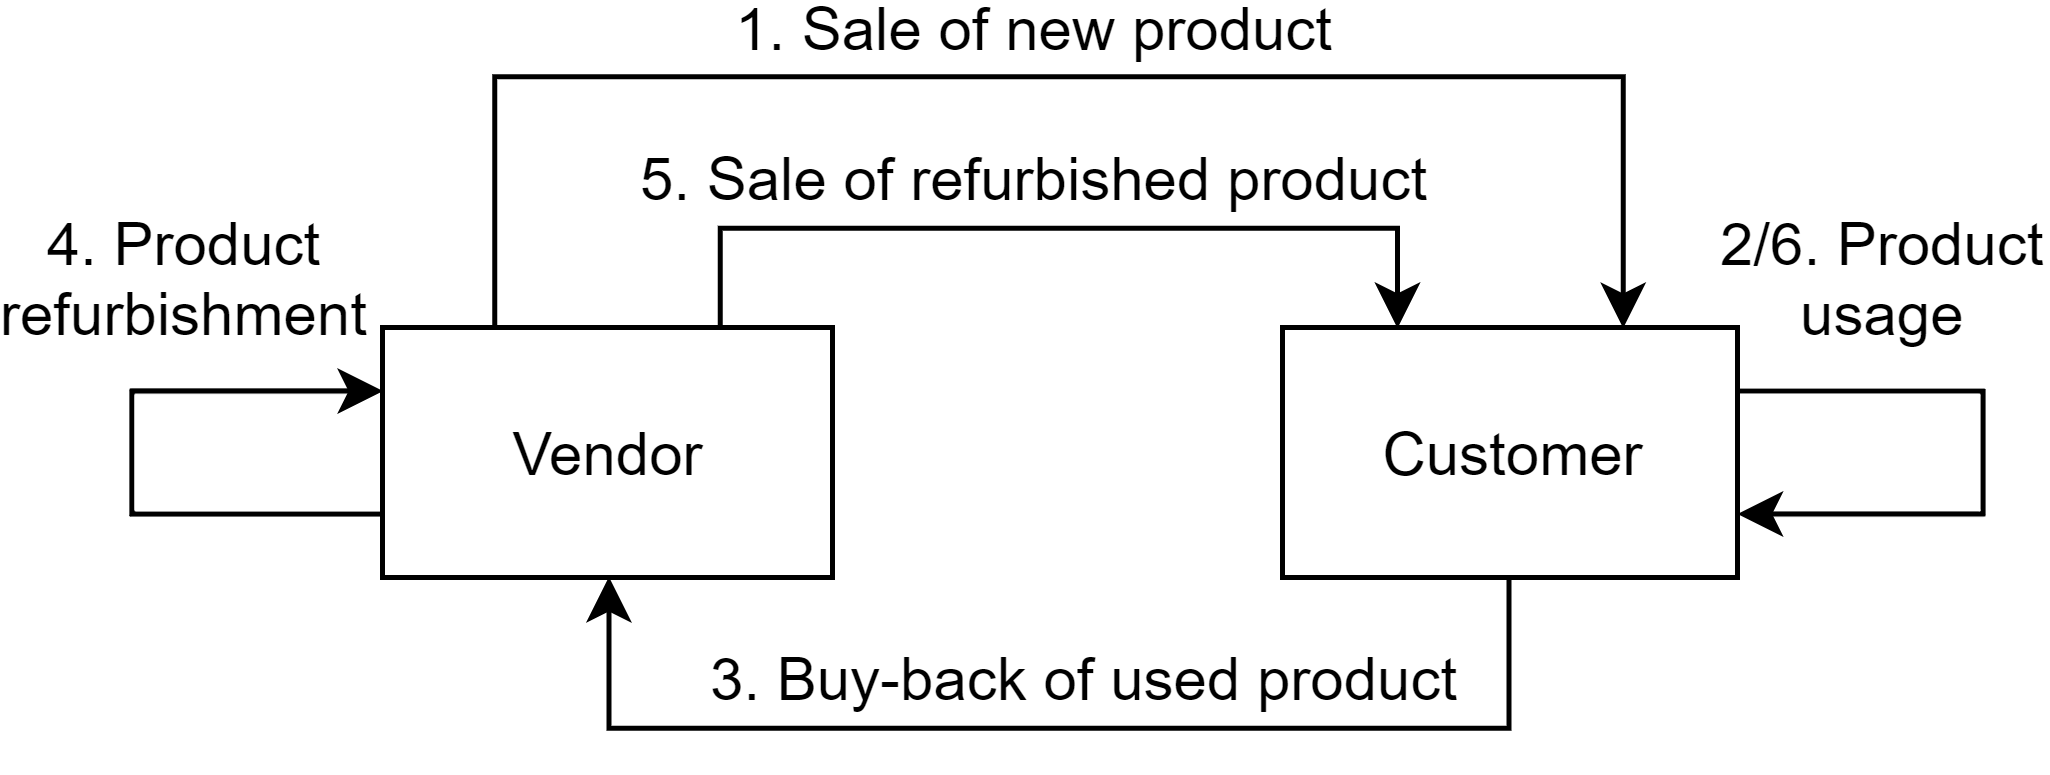 1. Sale of new product
5. Sale of refurbished product
4. Product
refurbishment
2/6. Product
usage
Vendor
Customer
3. Buy-back of used product